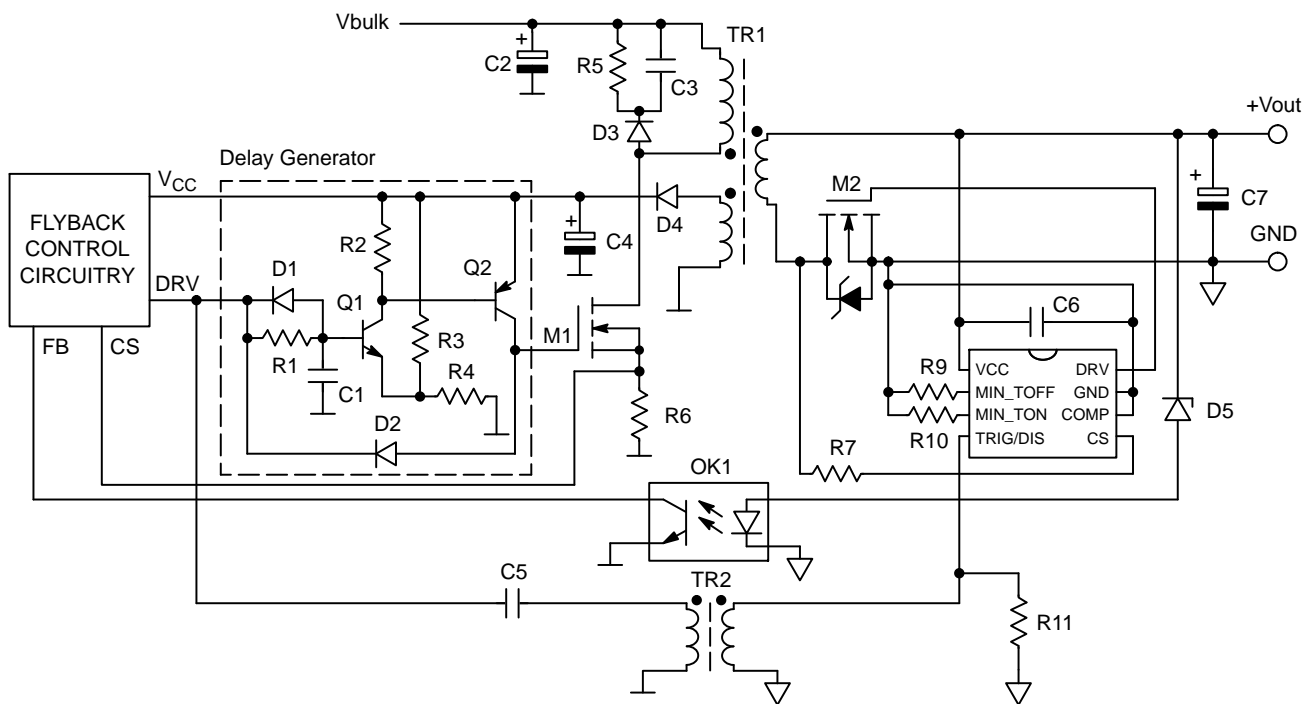 Vbulk
TR1
+
C2
R5
C3
D3
+Vout
Delay Generator
VCC
M2
+
C7
FLYBACK
CONTROL
CIRCUITRY
DRV
FB
CS
D1
R2
Q1
Q2
+
C4
D4
GND
R1
C1
R3
R4
M1
D2
R6
C6
R9
R10
VCC
DRV
MIN_TOFF
GND
MIN_TON
COMP
TRIG/DIS
CS
D5
R7
OK1
C5
TR2
R11